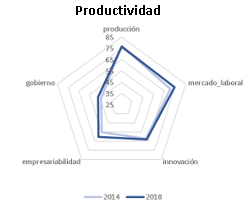 Productividad
producción
85
75
65
55
45
35
25
gobierno
mercado_laboral
empresariabilidad
innovación
2014
2018